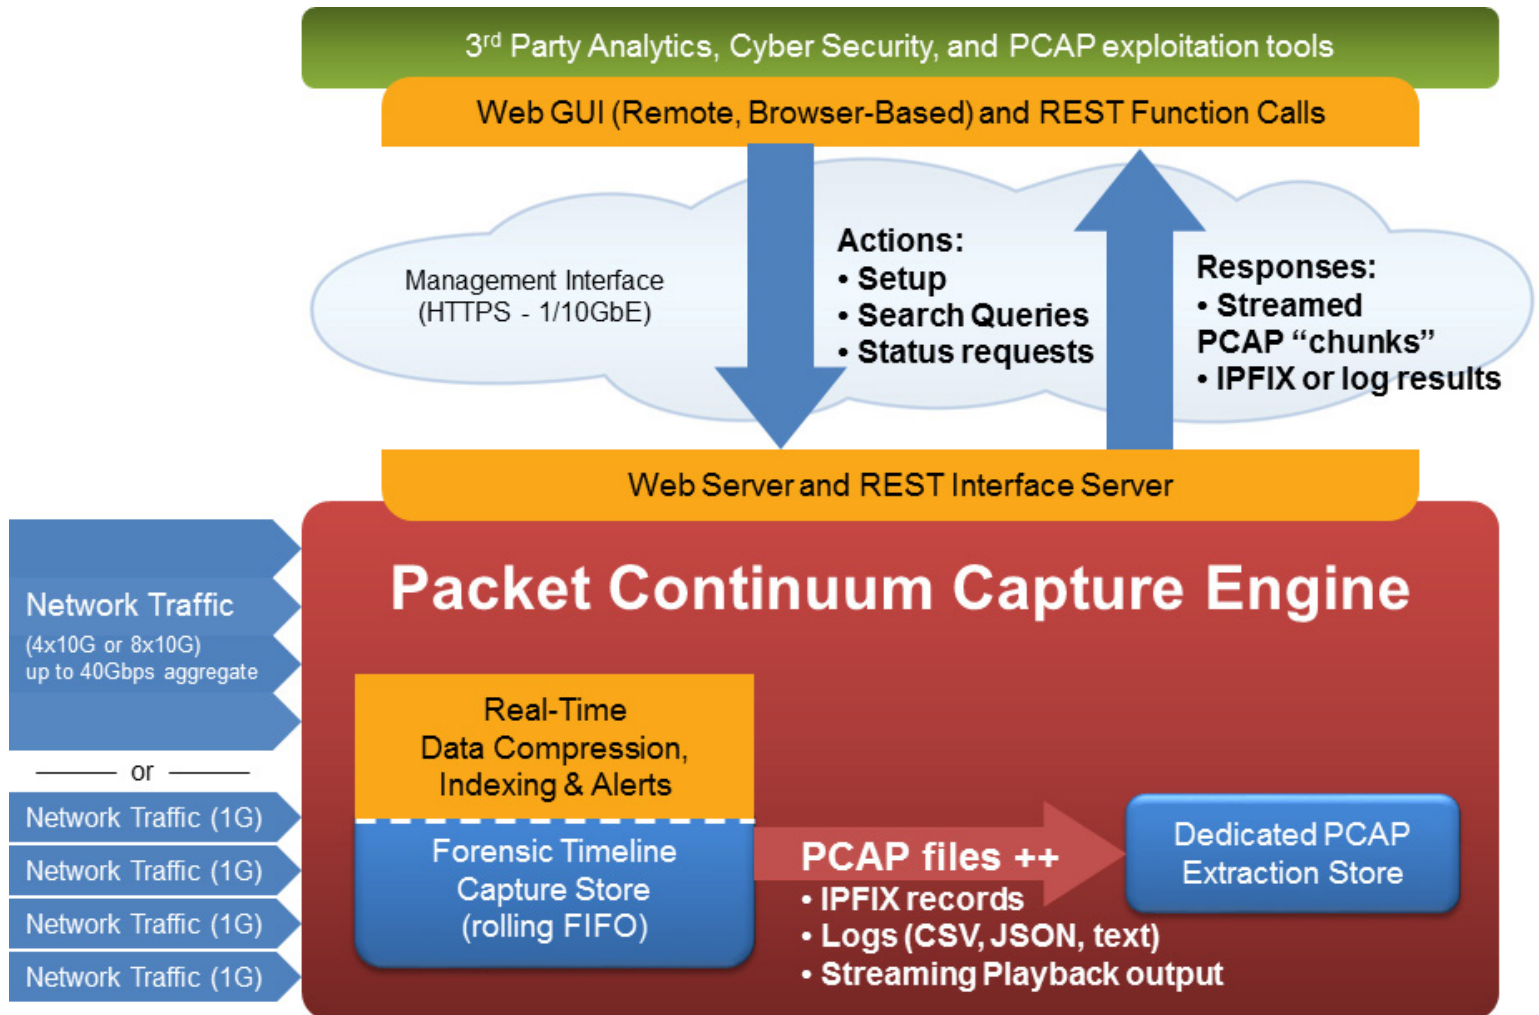 3rd Party Analytics, Cyber Security, and PCAP exploitation tools
Web GUI (Remote, Browser-Based) and REST Function Calls
Management Interface
(HTTPS - 1/10GbE)
Actions:
• Setup
• Search Queries
• Status requests
Responses:
• Streamed
PCAP “chunks”
• IPFIX or log results
Web Server and REST Interface Server
Packet Continuum Capture Engine
Network Traffic
(4x10G or 8x10G)
up to 40Gbps aggregate
or
Network Traffic (1G)
Network Traffic (1G)
Network Traffic (1G)
Network Traffic (1G)
Real-Time
Data Compression,
Indexing & Alerts
Forensic Timeline
Capture Store
(rolling FIFO)
PCAP files ++
• IPFIX records
• Logs (CSV, JSON, text)
• Streaming Playback output
Dedicated PCAP
Extraction Store